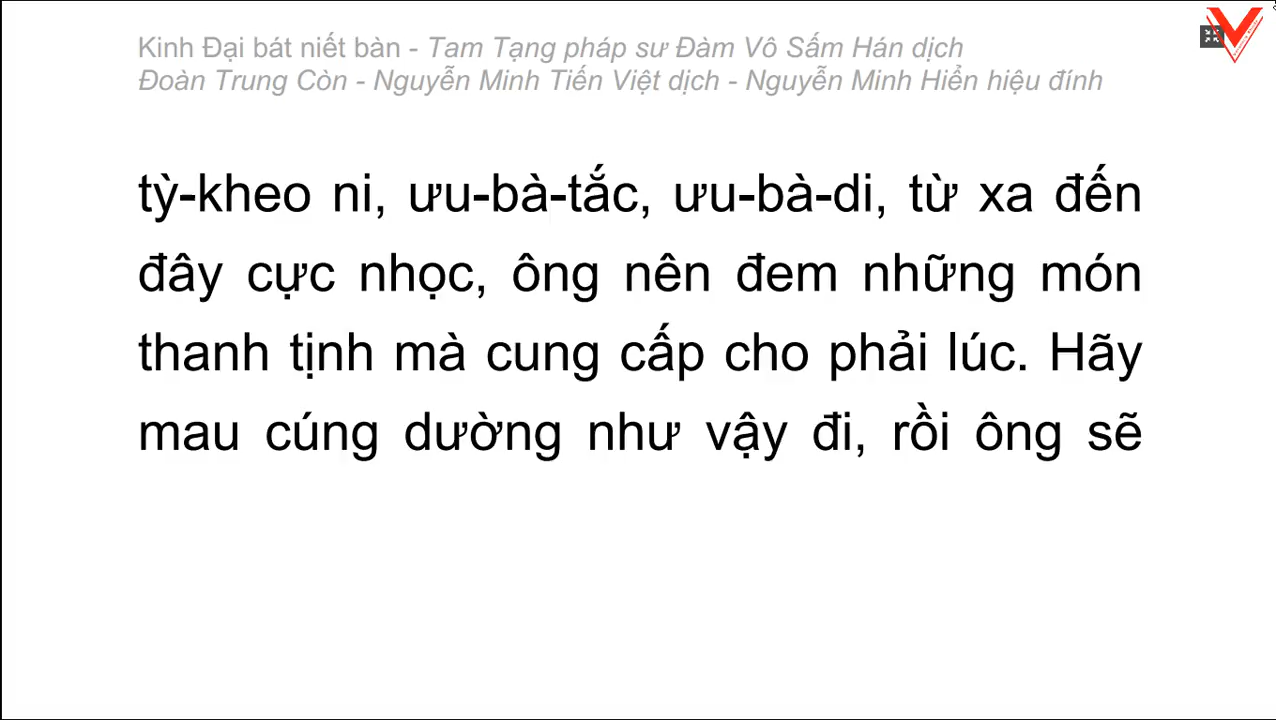 Kinh Đại bát niết bàn - Tam Tạng pháp sư Đàm Vô Sấm Hán dịch
Đoàn Trung Còn - Nguyễn Minh Tiến Việt dịch - Nguyễn Minh Hiển hiệu đính
tỳ-kheo ni, ưu-bà-tắc, ưu-bà-di, từ xa đến
đây cực nhọc, ông nên đem những món
thanh tịnh mà cung cấp cho phải lúc. Hãy
mau cúng dường như vậy đi, rồi ông sẽ